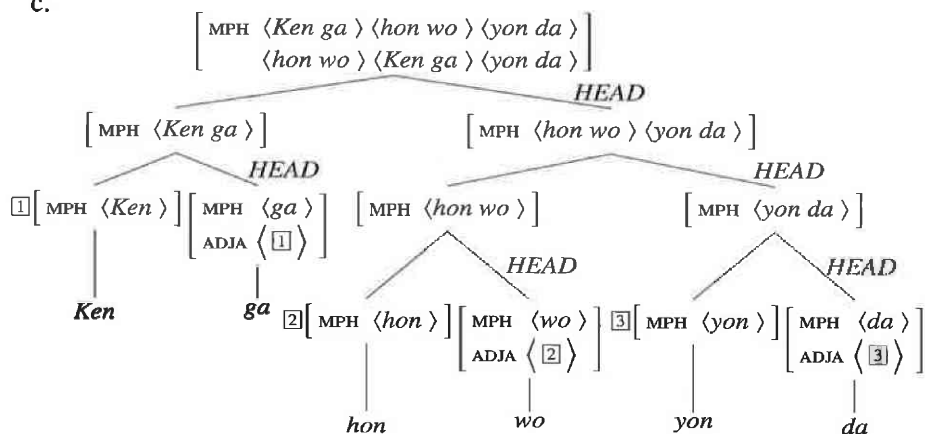 c.
[ MPH ⟨Ken ga⟩⟨hon wo⟩⟨yon da⟩
⟨hon wo⟩⟨Ken ga⟩⟨yon da⟩ ]
HEAD
[ MPH ⟨Ken ga⟩ ] [ MPH ⟨hon wo⟩⟨yon da⟩ ]
HEAD HEAD
1 [ MPH ⟨Ken⟩ ] [ MPH ⟨ga⟩ [ MPH ⟨hon wo⟩ ] [ MPH ⟨yon da⟩ ]
ADJA ⟨ 1 ⟩ ]
HEAD HEAD
Ken ga 2 [ MPH ⟨hon⟩ ] [ MPH ⟨wo⟩ 3 [ MPH ⟨yon⟩ ] [ MPH ⟨da⟩
ADJA ⟨ 2 ⟩ ] ADJA ⟨ 3 ⟩ ]
hon wo yon da